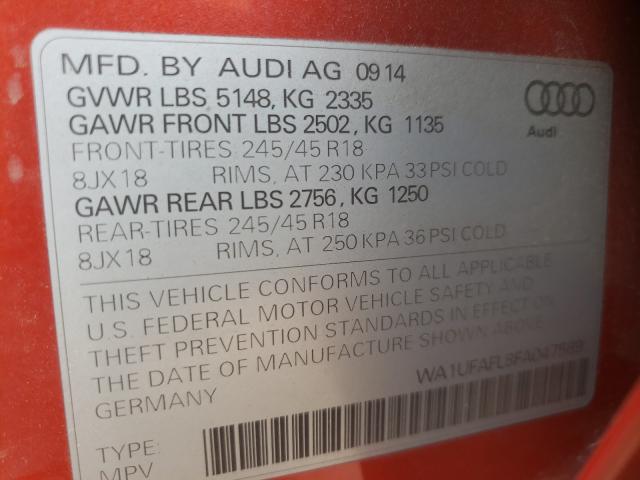 MFD. BY AUDI AG 09 14
GVWR LBS 5148, KG 2335
GAWR FRONT LBS 2502, KG 1135
FRONT-TIRES 245/45 R18
8JX18 RIMS, AT 230 KPA 33 PSI COLD
GAWR REAR LBS 2756, KG 1250
REAR-TIRES 245/45 R18
8JX18 RIMS, AT 250 KPA 36 PSI COLD
Audi
THIS VEHICLE CONFORMS TO ALL APPLICABLE
U.S. FEDERAL MOTOR VEHICLE SAFETY AND
THEFT PREVENTION STANDARDS IN EFFECT ON
THE DATE OF MANUFACTURE SHOWN ABOVE
GERMANY
TYPE:
MPV